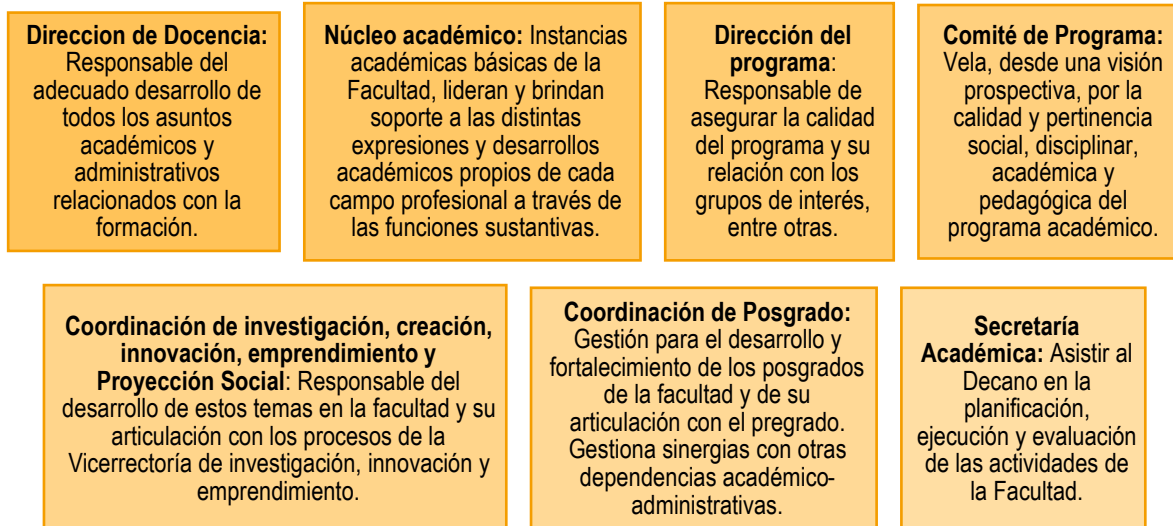 Direccion de Docencia:
Responsable del
adecuado desarrollo de
todos los asuntos
académicos y
administrativos
relacionados con la
formación.
Núcleo académico: Instancias
académicas básicas de la
Facultad, lideran y brindan
soporte a las distintas
expresiones y desarrollos
académicos propios de cada
campo profesional a través de
las funciones sustantivas.
Dirección del
programa:
Responsable de
asegurar la calidad
del programa y su
relación con los
grupos de interés,
entre otras.
Comité de Programa:
Vela, desde una visión
prospectiva, por la
calidad y pertinencia
social, disciplinar,
académica y
pedagógica del
programa académico.
Coordinación de investigación, creación,
innovación, emprendimiento y
Proyección Social: Responsable del
desarrollo de estos temas en la facultad y su
articulación con los procesos de la
Vicerrectoría de investigación, innovación y
emprendimiento.
Coordinación de Posgrado:
Gestión para el desarrollo y
fortalecimiento de los posgrados
de la facultad y de su
articulación con el pregrado.
Gestiona sinergias con otras
dependencias académico-
administrativas.
Secretaría
Académica: Asistir al
Decano en la
planificación,
ejecución y evaluación
de las actividades de
la Facultad.